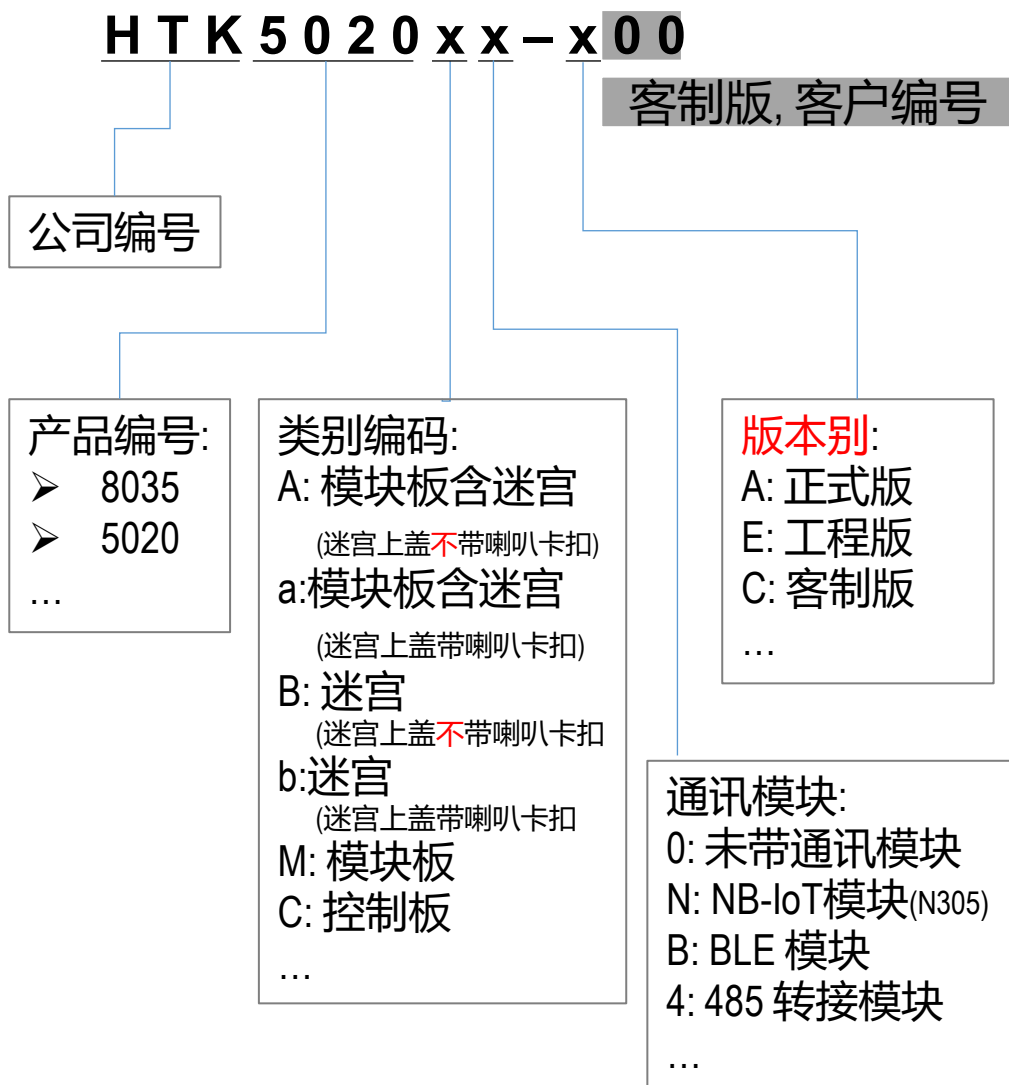 HTK5020xx–x00
客制版, 客户编号
公司编号
产品编号:
➢ 8035
➢ 5020
…
类别编码:
A: 模块板含迷宫
(迷宫上盖不带喇叭卡扣)
a:模块板含迷宫
(迷宫上盖带喇叭卡扣)
B: 迷宫
(迷宫上盖不带喇叭卡扣
b:迷宫
(迷宫上盖带喇叭卡扣
M: 模块板
C: 控制板
…
版本别:
A: 正式版
E: 工程版
C: 客制版
…
通讯模块:
0: 未带通讯模块
N: NB-IoT模块(N305)
B: BLE 模块
4: 485 转接模块
…